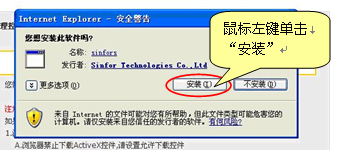 Internet Explorer - 安全警告
您想安装此软件吗?
名称: sinforx
发行者: Sinfor Technologies Co.,Ltd
更多选项(O)
安装(I)
不安装(D)
来自 Internet 的文件可能对您有所帮助,但此文件类型可能危害您的
计算机。请仅安装来自您信任的发行者的软件。有何风险?
鼠标左键单击↓
“安装”↵
A.浏览器禁止下载ActiveX控件,请设置允许下载控件